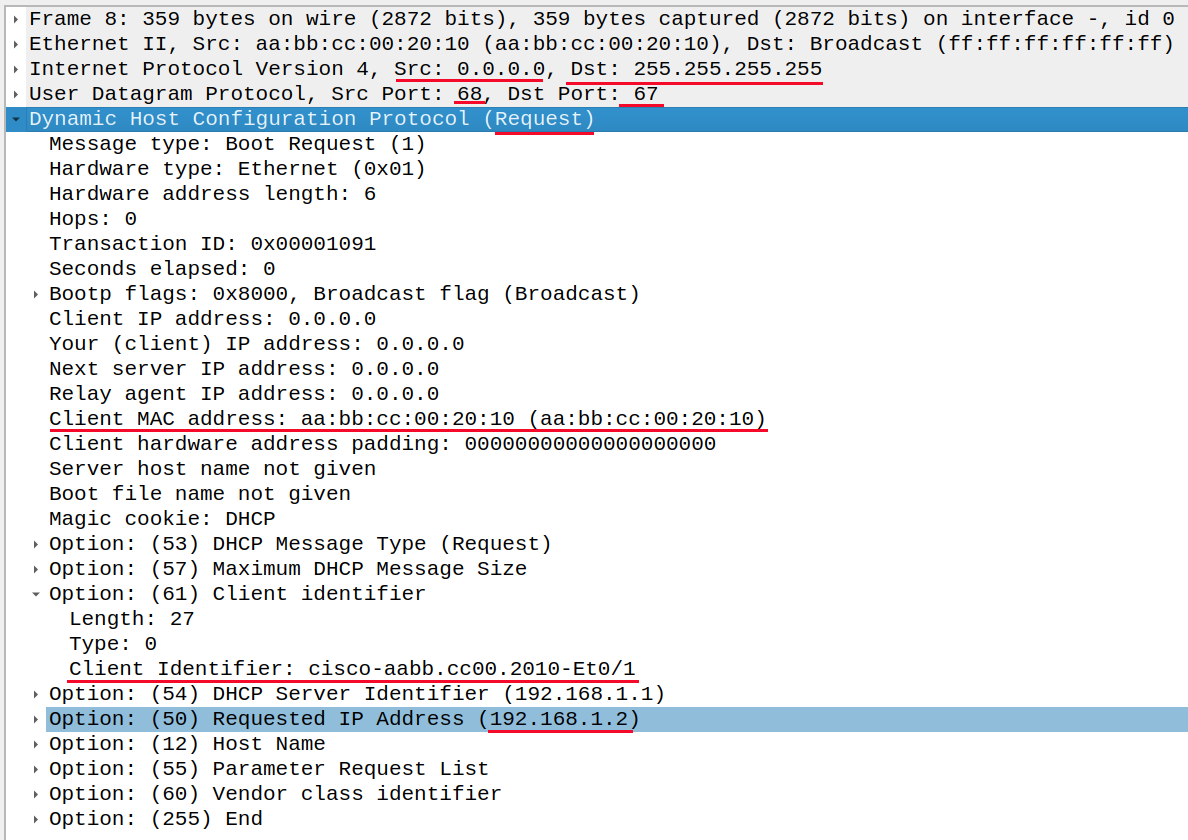 Frame 8: 359 bytes on wire (2872 bits), 359 bytes captured (2872 bits) on interface -, id 0
Ethernet II, Src: aa:bb:cc:00:20:10 (aa:bb:cc:00:20:10), Dst: Broadcast (ff:ff:ff:ff:ff:ff)
Internet Protocol Version 4, Src: 0.0.0.0, Dst: 255.255.255.255
User Datagram Protocol, Src Port: 68, Dst Port: 67
Dynamic Host Configuration Protocol (Request)
Message type: Boot Request (1)
Hardware type: Ethernet (0x01)
Hardware address length: 6
Hops: 0
Transaction ID: 0x00001091
Seconds elapsed: 0
Bootp flags: 0x8000, Broadcast flag (Broadcast)
Client IP address: 0.0.0.0
Your (client) IP address: 0.0.0.0
Next server IP address: 0.0.0.0
Relay agent IP address: 0.0.0.0
Client MAC address: aa:bb:cc:00:20:10 (aa:bb:cc:00:20:10)
Client hardware address padding: 00000000000000000000
Server host name not given
Boot file name not given
Magic cookie: DHCP
Option: (53) DHCP Message Type (Request)
Option: (57) Maximum DHCP Message Size
Option: (61) Client identifier
Length: 27
Type: 0
Client Identifier: cisco-aabb.cc00.2010-Et0/1
Option: (54) DHCP Server Identifier (192.168.1.1)
Option: (50) Requested IP Address (192.168.1.2)
Option: (12) Host Name
Option: (55) Parameter Request List
Option: (60) Vendor class identifier
Option: (255) End